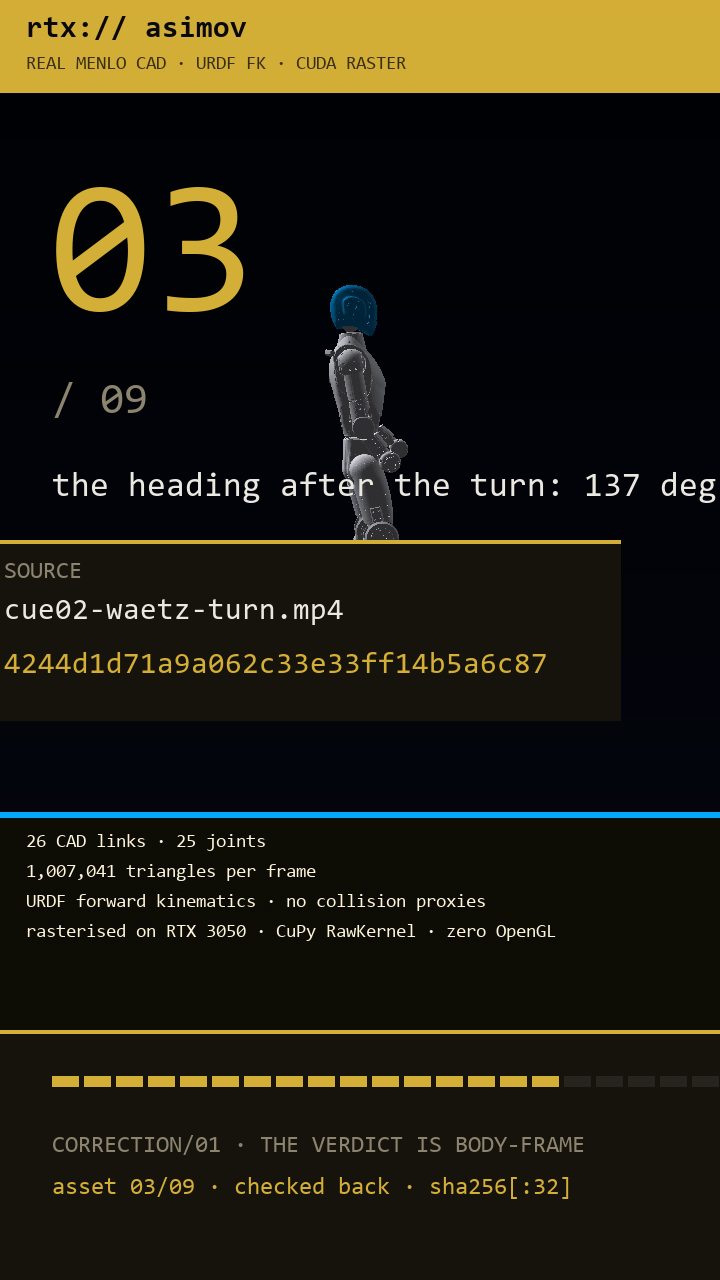 rtx:// asimov
REAL MENLO CAD · URDF FK · CUDA RASTER
03
/ 09
the heading after the turn: 137 deg
SOURCE
cue02-waetz-turn.mp4
4244d1d71a9a062c33e33ff14b5a6c87
26 CAD links · 25 joints
1,007,041 triangles per frame
URDF forward kinematics · no collision proxies
rasterised on RTX 3050 · CuPy RawKernel · zero OpenGL
CORRECTION/01 · THE VERDICT IS BODY-FRAME
asset 03/09 · checked back · sha256[:32]